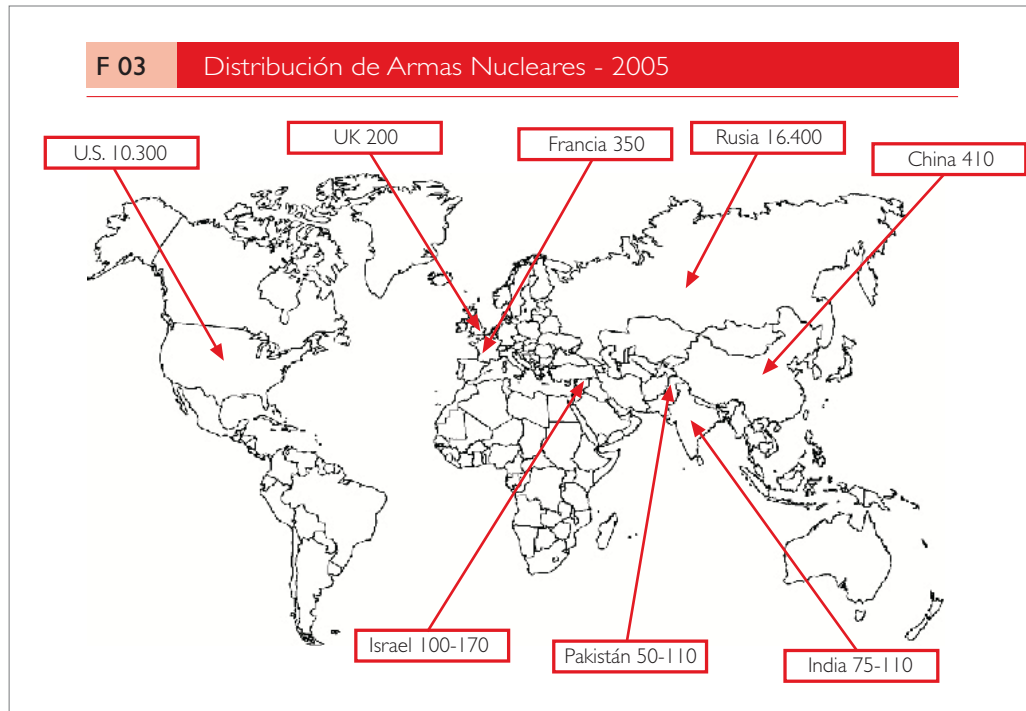 F 03 Distribución de Armas Nucleares - 2005
U.S. 10.300
UK 200
Francia 350
Rusia 16.400
China 410
Israel 100-170
Pakistán 50-110
India 75-110